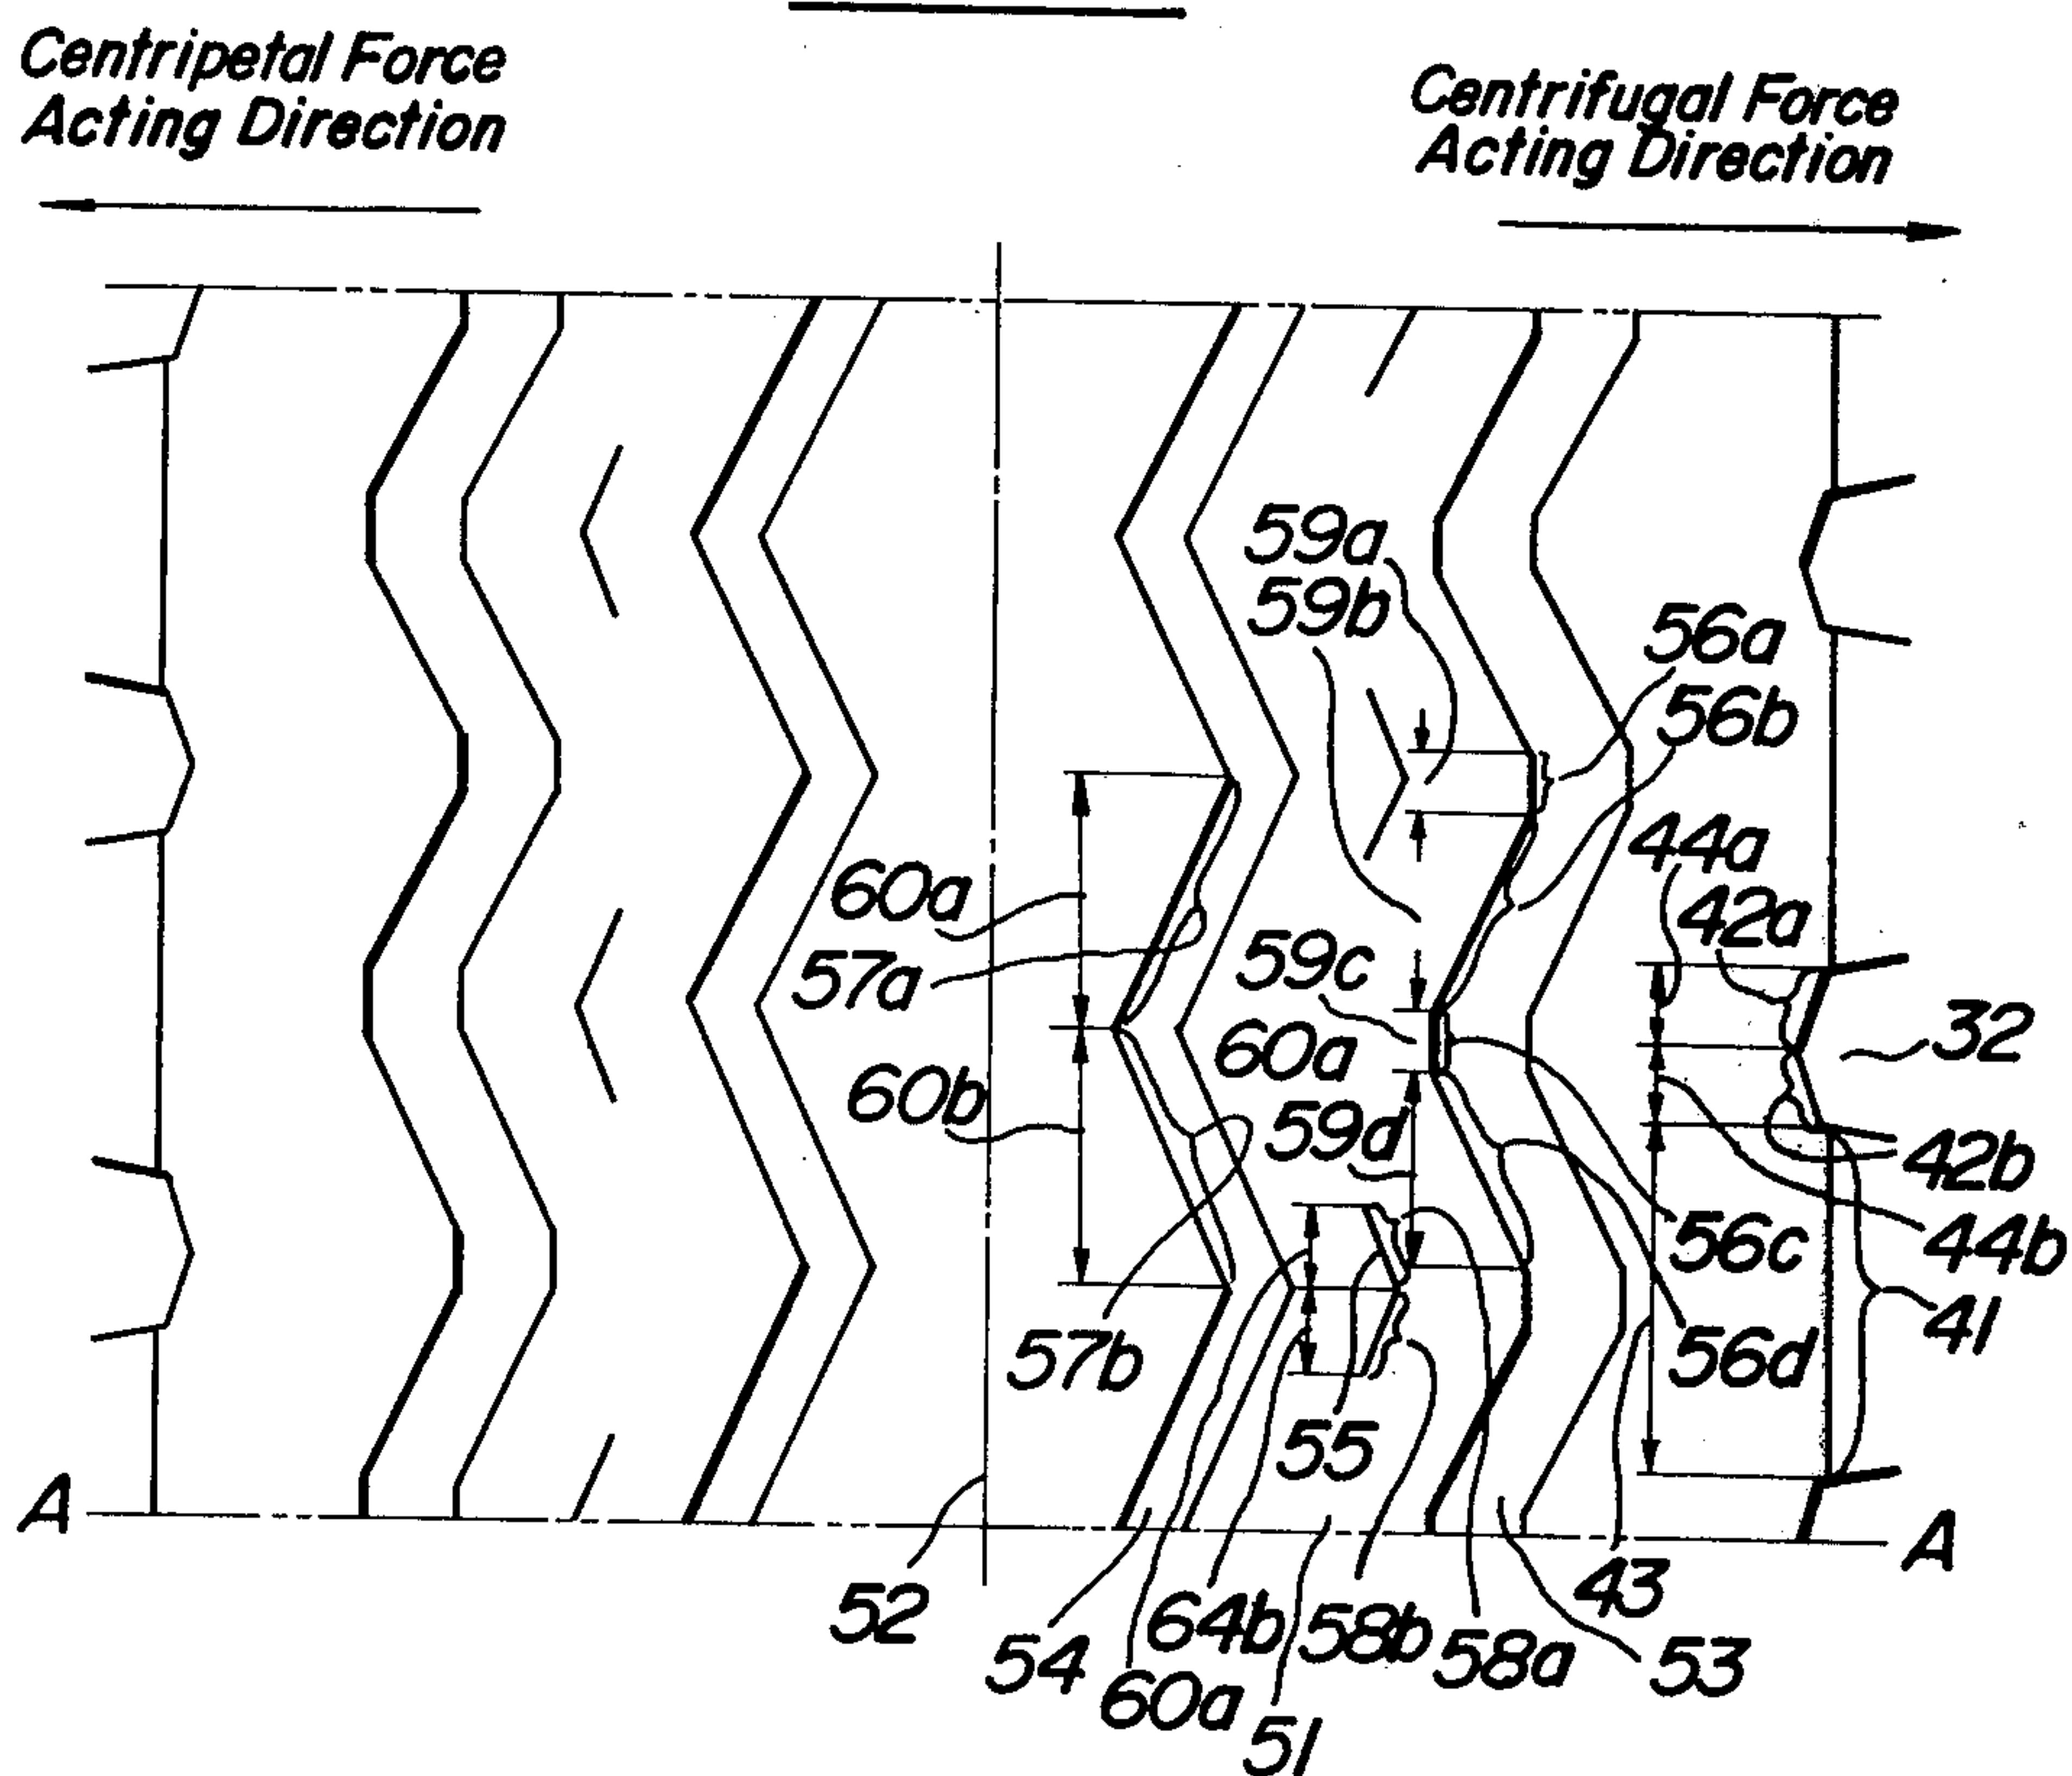 Centripetal Force
Acting Direction
Centrifugal Force
Acting Direction
59a
59b
56a
56b
44a
42a
60a
57a
59c
32
60a
60b
59d
42b
56c
44b
41
57b
56d
55
A
A
52
43
54
64b
58b
58a
53
60a
51